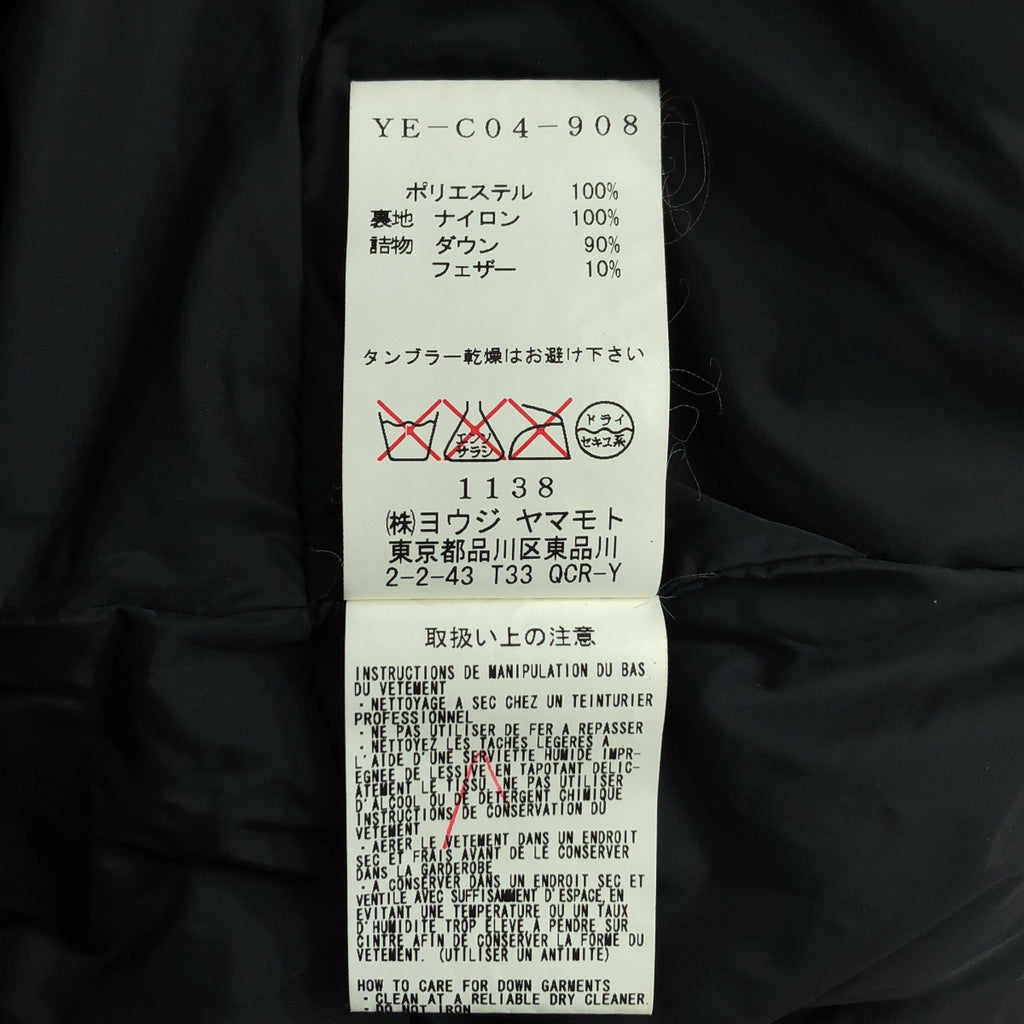 YE-C04-908
ポリエステル 100%
裏地 ナイロン 100%
詰物 ダウン 90%
フェザー 10%
タンブラー乾燥はお避け下さい
エンソ サラシ
ドライ
セキユ系
1138
㈱ヨウジ ヤマモト
東京都品川区東品川
2-2-43 T33 QCR-Y
取扱い上の注意
INSTRUCTIONS DE MANIPULATION DU BAS
DU VETEMENT
・NETTOYAGE A SEC CHEZ UN TEINTURIER
PROFESSIONNEL
・NE PAS UTILISER DE FER A REPASSER
・NETTOYEZ LES TACHES LEGERES A
L'AIDE D'UNE SERVIETTE HUMIDE IMPR-
EGNEE DE LESSIVE EN TAPOTANT DELIC-
ATEMENT LE TISSU. NE PAS UTILISER
D'ALCOOL OU DE DETERGENT CHIMIQUE
INSTRUCTIONS DE CONSERVATION DU
VETEMENT
・AERER LE VETEMENT DANS UN ENDROIT
SEC ET FRAIS AVANT DE LE CONSERVER
DANS LA GARDEROBE
・A CONSERVER DANS UN ENDROIT SEC ET
VENTILE AVEC SUFFISAMMENT D'ESPACE,EN
EVITANT UNE TEMPERATURE OU UN TAUX
D'HUMIDITE TROP ELEVE A PENDRE SUR
CINTRE AFIN DE CONSERVER LA FORME DU
VETEMENT. (UTILISER UN ANTIMITE)
HOW TO CARE FOR DOWN GARMENTS
・CLEAN AT A RELIABLE DRY CLEANER.
・DO NOT IRON